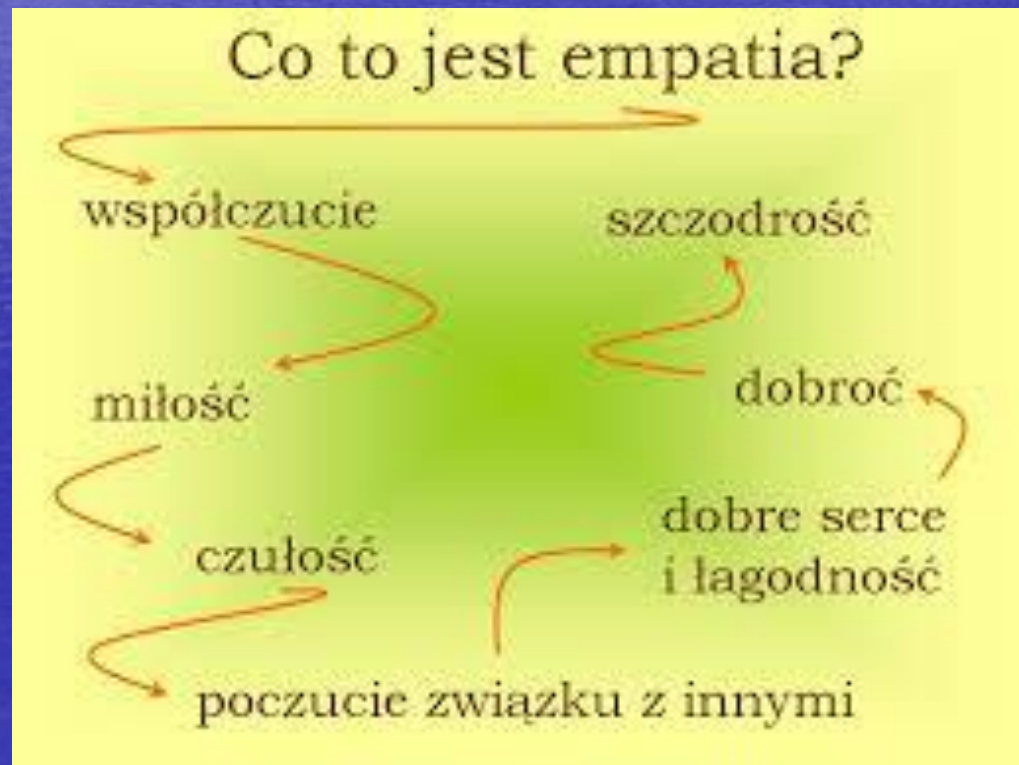 Co to jest empatia?
współczucie
miłość
czułość
poczucie związku z innymi
dobre serce
i łagodność
dobroć
szczodrość